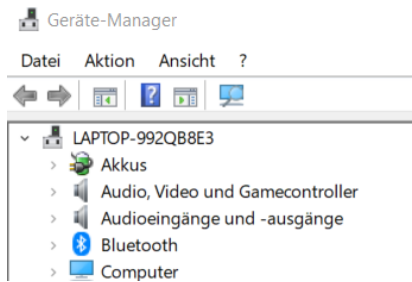 Geräte-Manager
Datei Aktion Ansicht ?
LAPTOP-992QB8E3
Akkus
Audio, Video und Gamecontroller
Audioeingänge und -ausgänge
Bluetooth
Computer